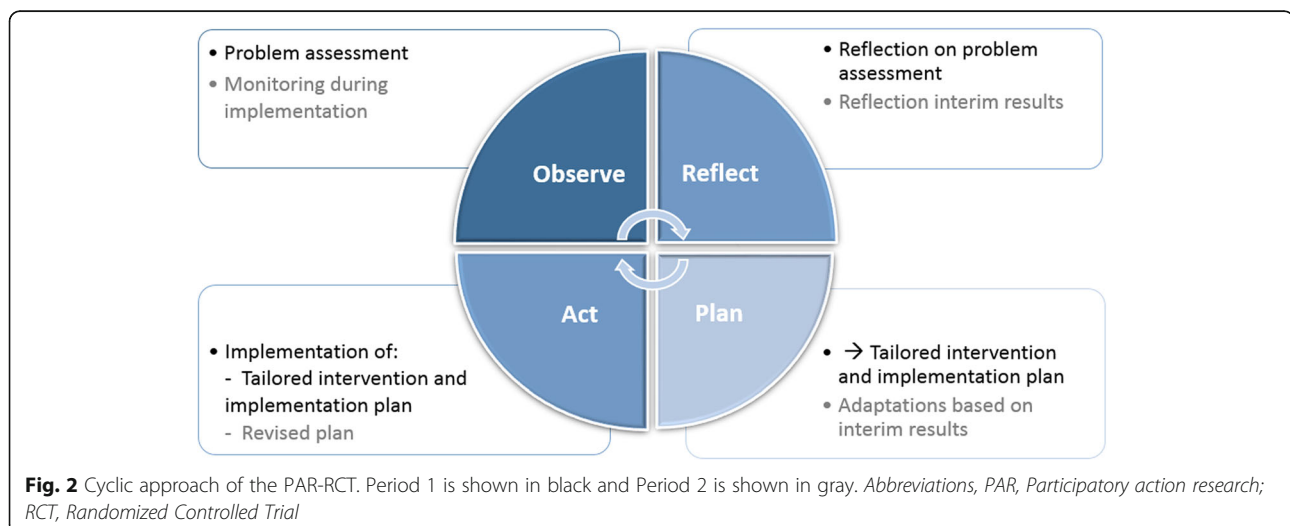 • Problem assessment
• Monitoring during
implementation
• Reflection on problem
assessment
• Reflection interim results
Observe
Reflect
Act
Plan
• Implementation of:
- Tailored intervention and
implementation plan
- Revised plan
• → Tailored intervention
and implementation plan
• Adaptations based on
interim results
Fig. 2 Cyclic approach of the PAR-RCT. Period 1 is shown in black and Period 2 is shown in gray. Abbreviations, PAR, Participatory action research;
RCT, Randomized Controlled Trial